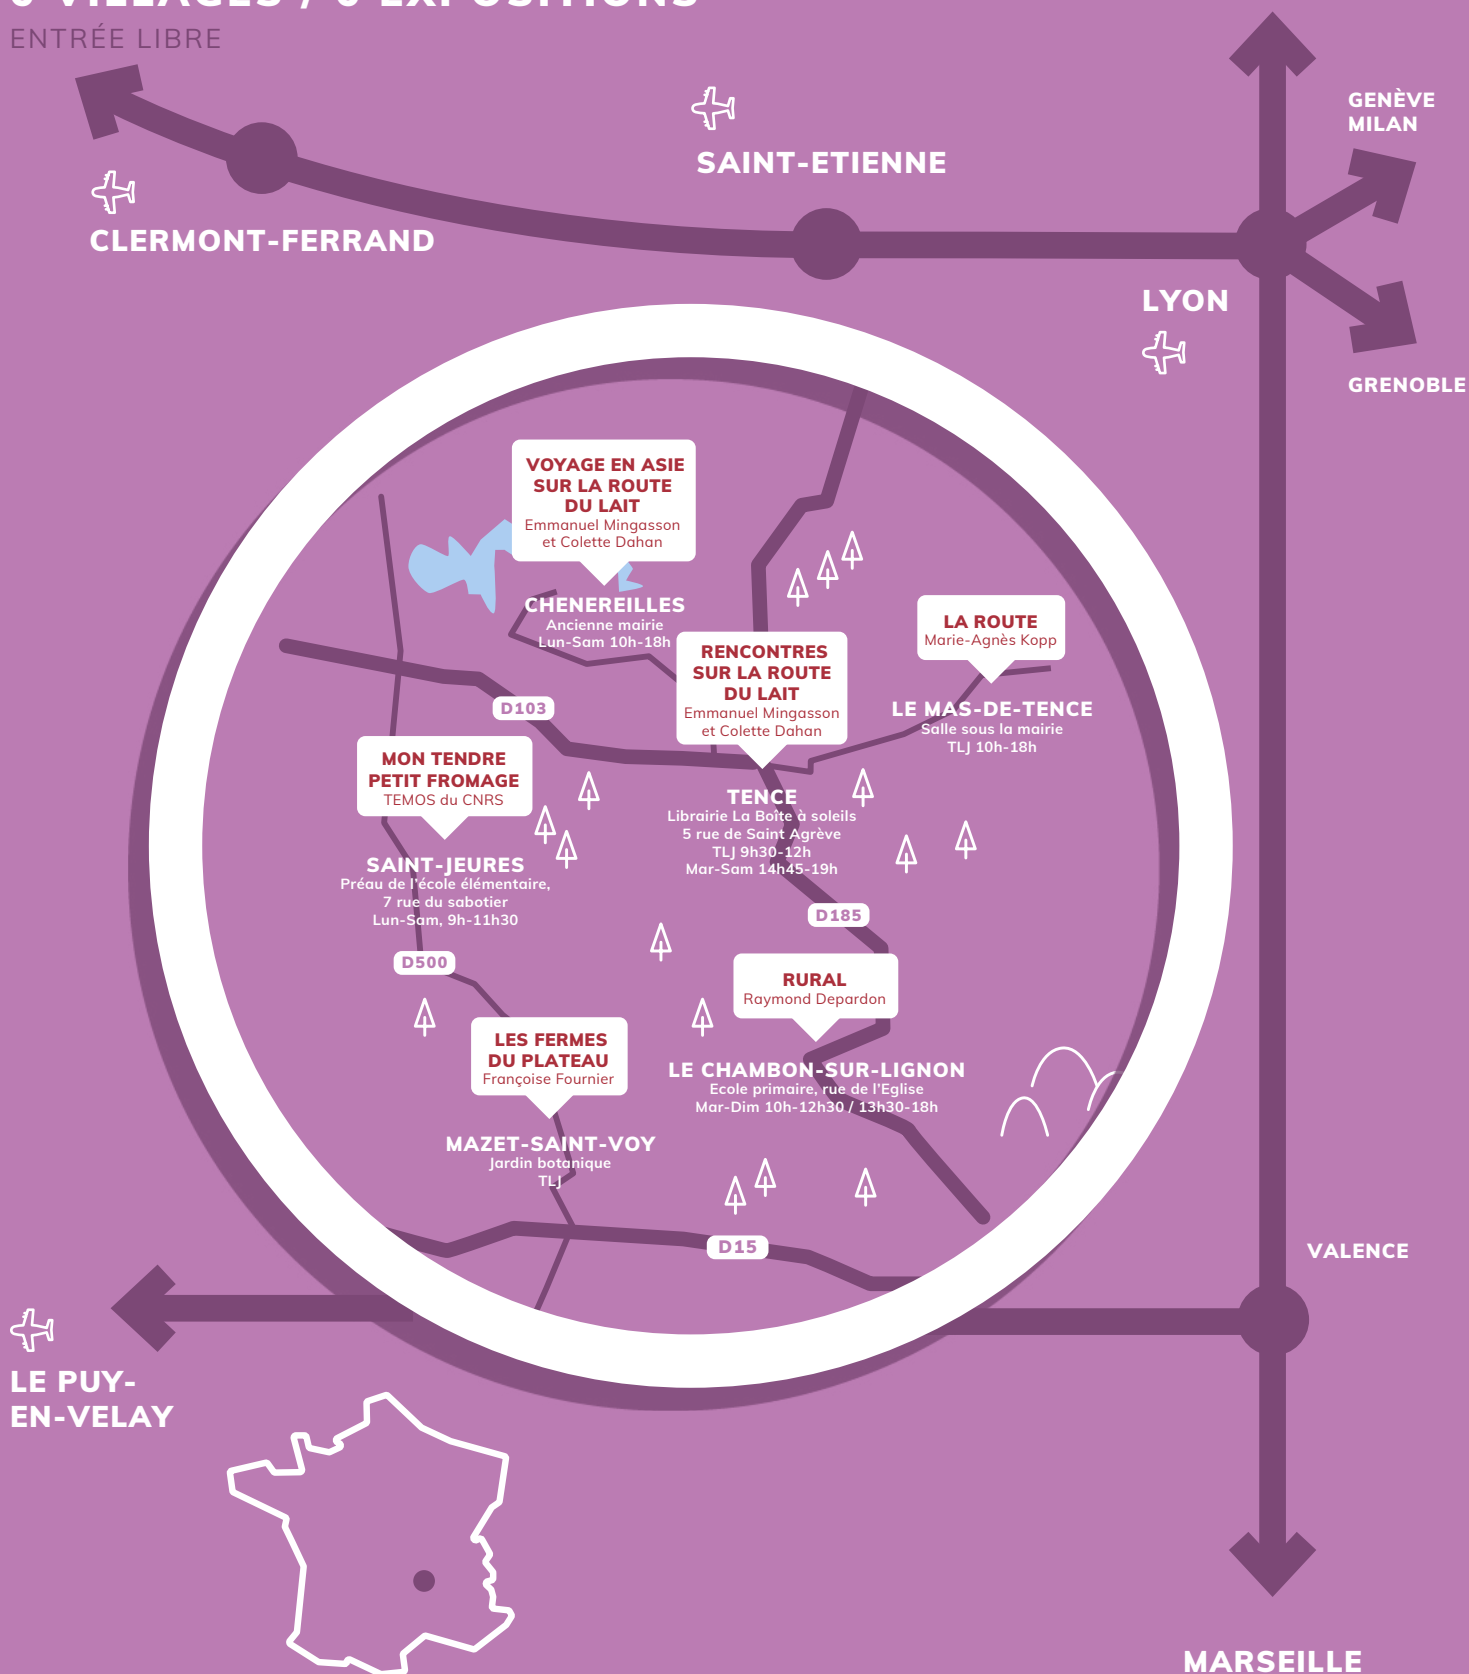 6 VILLAGES / 6 EXPOSITIONS
ENTRÉE LIBRE
GENÈVE
MILAN
SAINT-ETIENNE
CLERMONT-FERRAND
LYON
GRENOBLE
VOYAGE EN ASIE
SUR LA ROUTE
DU LAIT
Emmanuel Mingasson
et Colette Dahan
CHENEREILLES
Ancienne mairie
Lun-Sam 10h-18h
LA ROUTE
Marie-Agnès Kopp
LE MAS-DE-TENCE
Salle sous la mairie
TLJ 10h-18h
RENCONTRES
SUR LA ROUTE
DU LAIT
Emmanuel Mingasson
et Colette Dahan
TENCE
Librairie La Boite à soleils
5 rue de Saint Agrève
TLJ 9h30-12h
Mar-Sam 14h45-19h
D103
MON TENDRE
PETIT FROMAGE
TEMOS du CNRS
SAINT-JEURES
Préau de l'école élémentaire,
7 rue du sabotier
Lun-Sam, 9h-11h30
D185
D500
RURAL
Raymond Depardon
LE CHAMBON-SUR-LIGNON
Ecole primaire, rue de l'Eglise
Mar-Dim 10h-12h30 / 13h30-18h
LES FERMES
DU PLATEAU
Françoise Fournier
MAZET-SAINT-VOY
Jardin botanique
TLJ
D15
VALENCE
LE PUY-
EN-VELAY
MARSEILLE